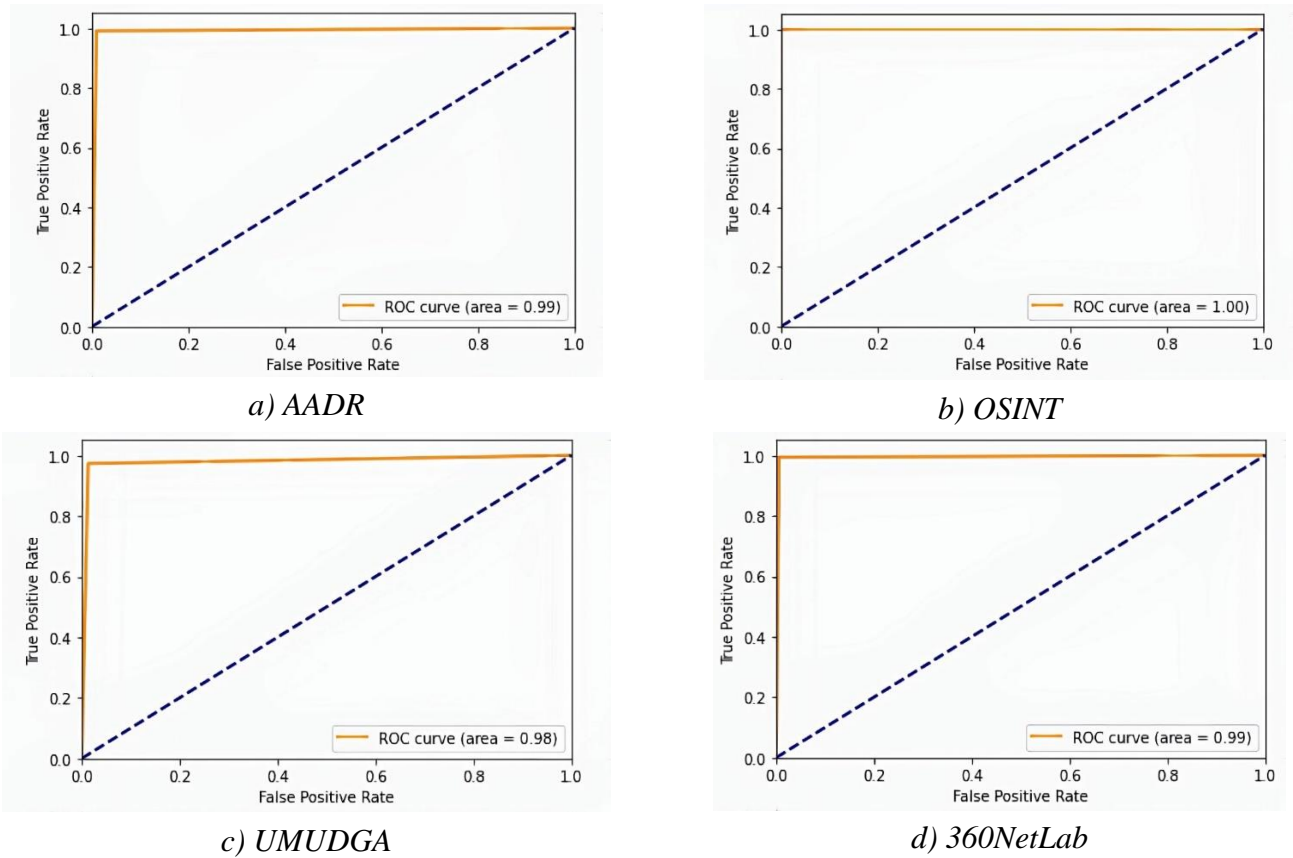 1.0
0.8
0.6
0.4
0.2
0.0
True Positive Rate
ROC curve (area = 0.99)
0.0 0.2 0.4 0.6 0.8 1.0
False Positive Rate
a) AADR
1.0
0.8
0.6
0.4
0.2
0.0
True Positive Rate
ROC curve (area = 1.00)
0.0 0.2 0.4 0.6 0.8 1.0
False Positive Rate
b) OSINT
1.0
0.8
0.6
0.4
0.2
0.0
True Positive Rate
ROC curve (area = 0.98)
0.0 0.2 0.4 0.6 0.8 1.0
False Positive Rate
c) UMUDGA
1.0
0.8
0.6
0.4
0.2
0.0
True Positive Rate
ROC curve (area = 0.99)
0.0 0.2 0.4 0.6 0.8 1.0
False Positive Rate
d) 360NetLab